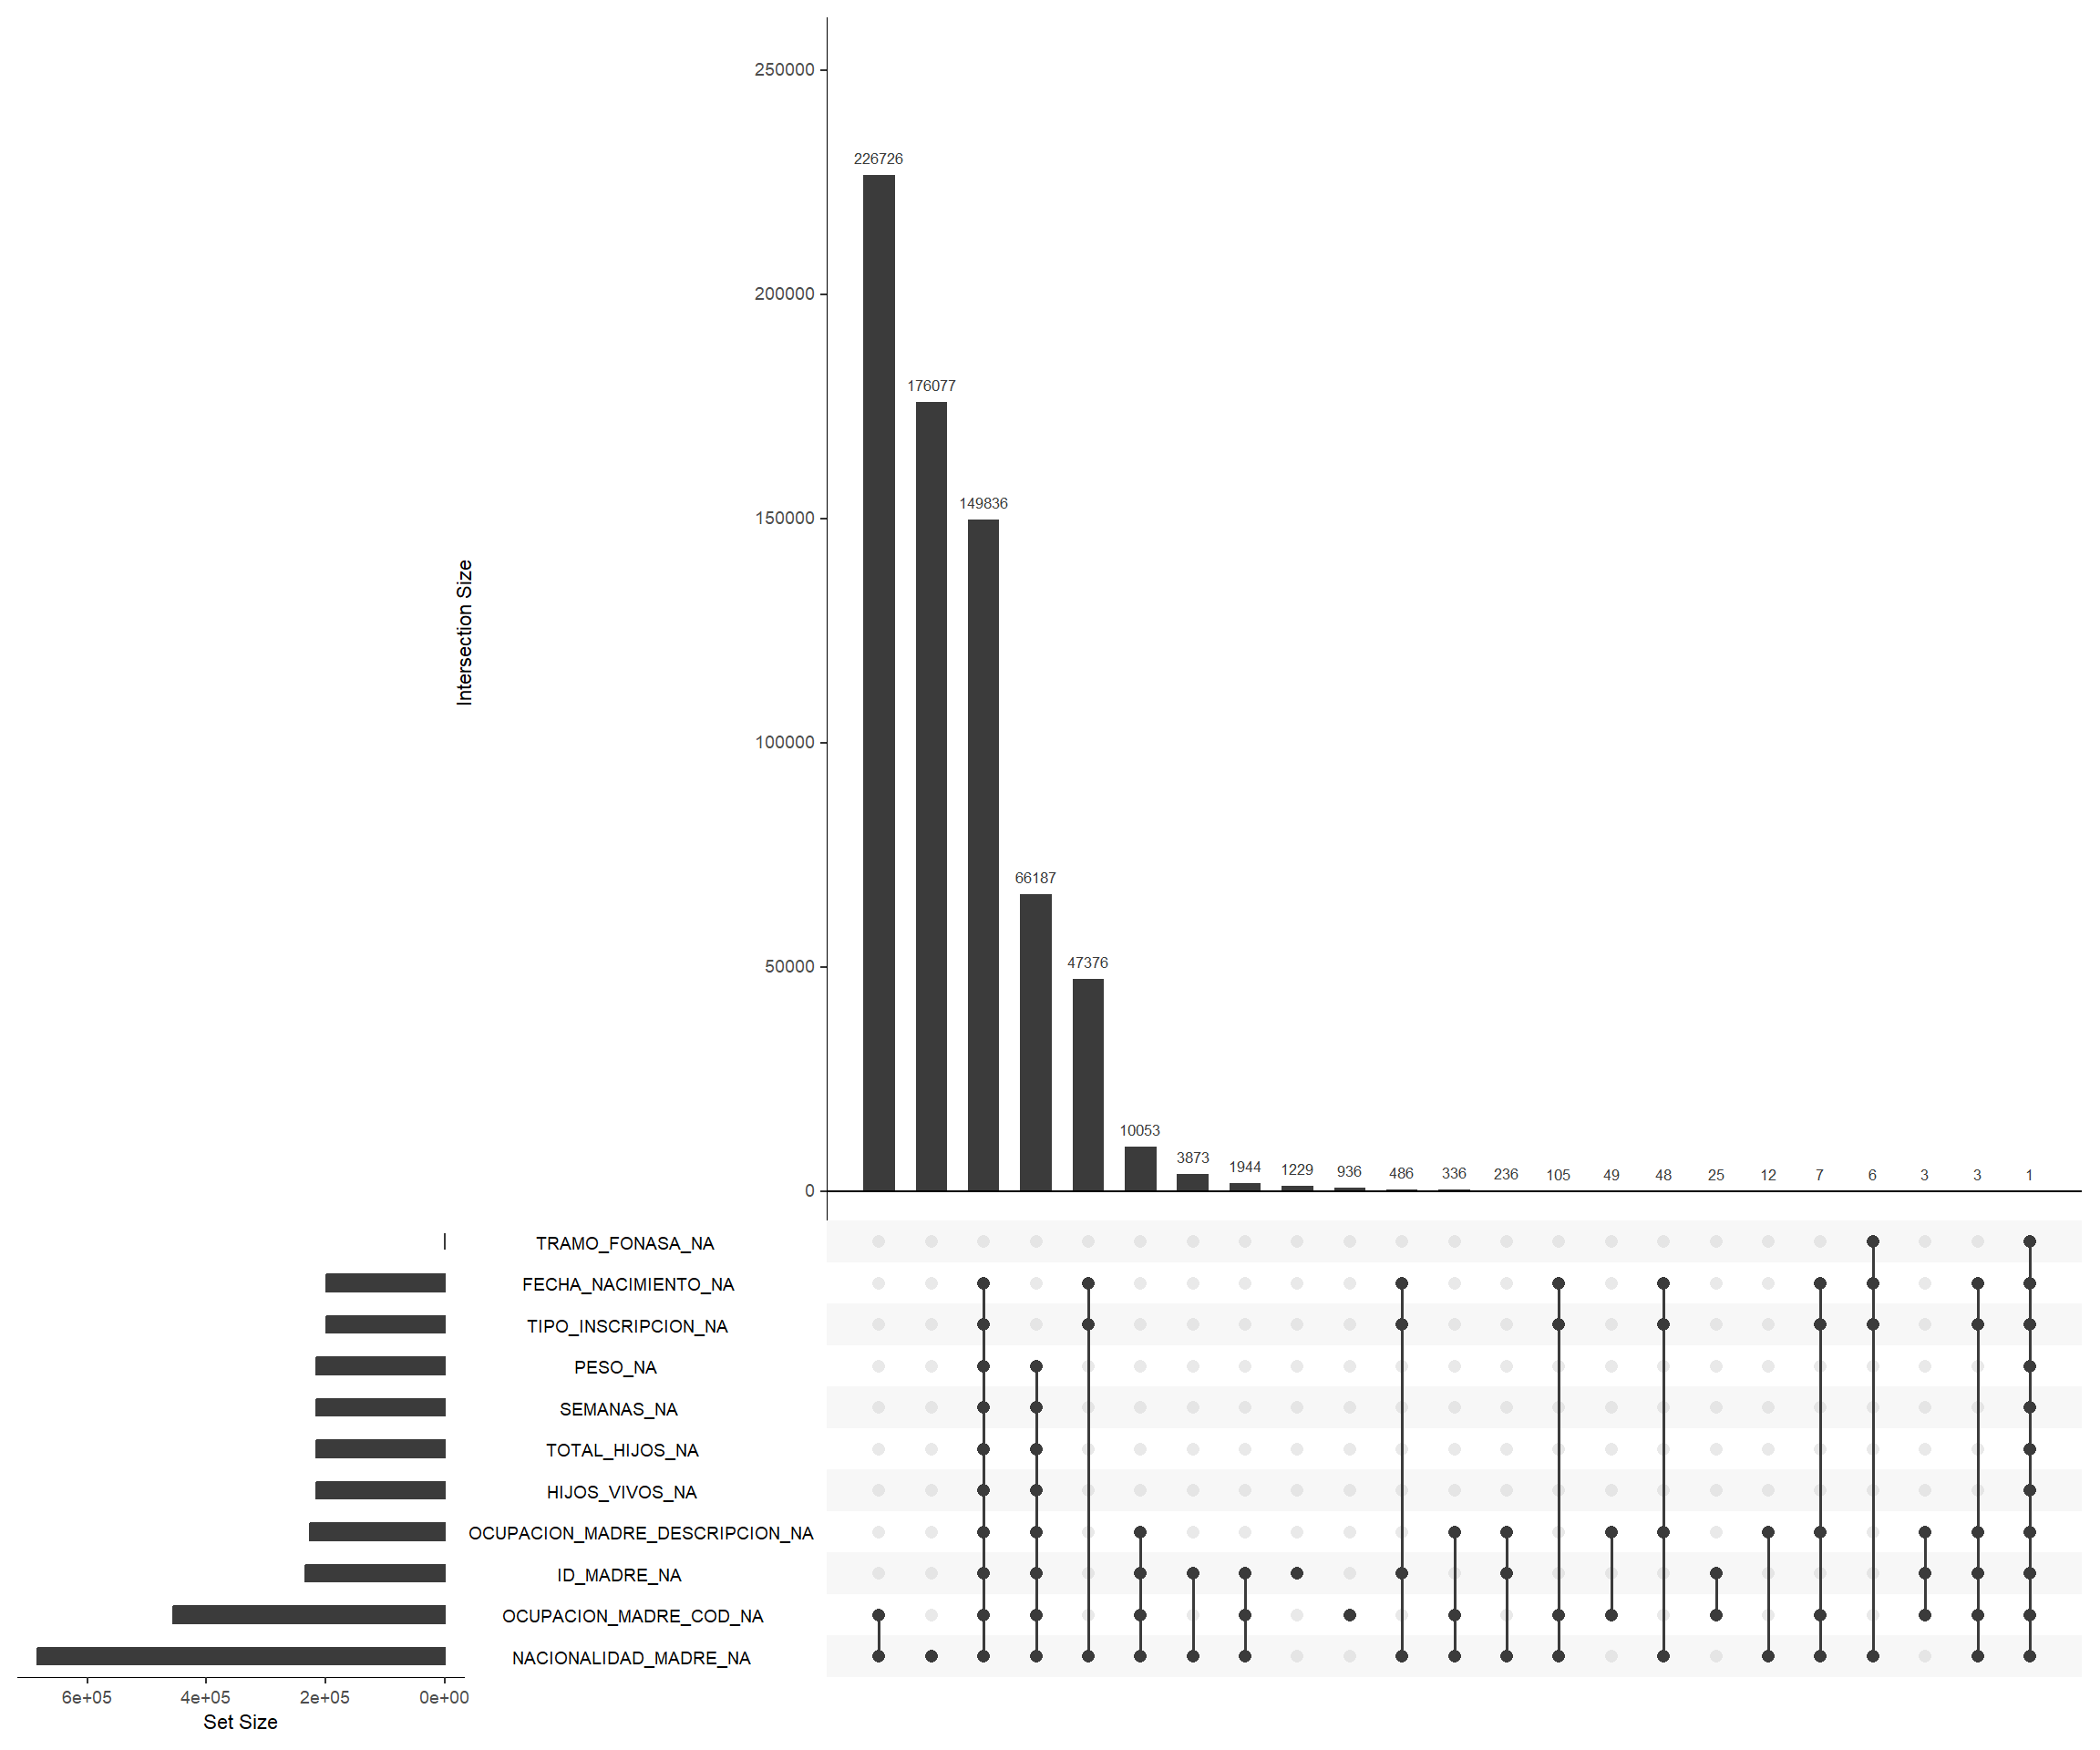 250000
200000
150000
100000
50000
0
Intersection Size
226726
176077
149836
66187
47376
10053
3873
1944
1229
936
486
336
236
105
49
48
25
12
7
6
3
3
1
TRAMO_FONASA_NA
FECHA_NACIMIENTO_NA
TIPO_INSCRIPCION_NA
PESO_NA
SEMANAS_NA
TOTAL_HIJOS_NA
HIJOS_VIVOS_NA
OCUPACION_MADRE_DESCRIPCION_NA
ID_MADRE_NA
OCUPACION_MADRE_COD_NA
NACIONALIDAD_MADRE_NA
6e+05 4e+05 2e+05 0e+00
Set Size